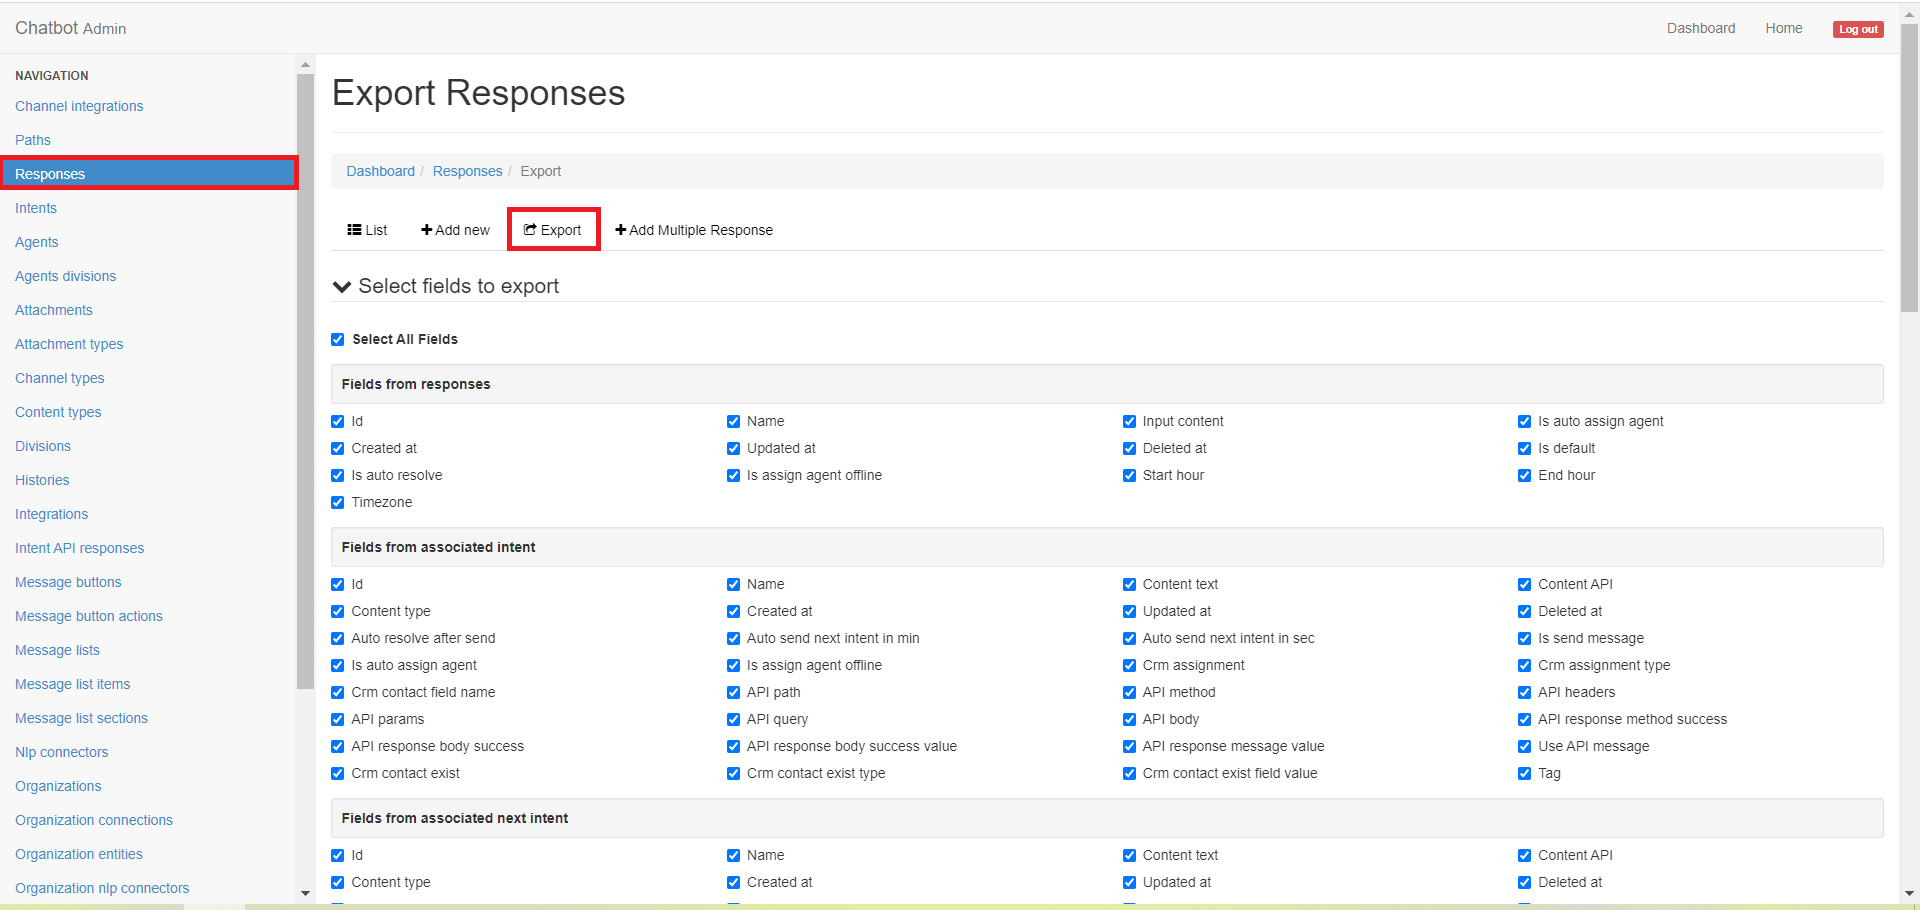 Chatbot Admin
Dashboard Home Log out
NAVIGATION
Channel integrations
Paths
Responses
Intents
Agents
Agents divisions
Attachments
Attachment types
Channel types
Content types
Divisions
Histories
Integrations
Intent API responses
Message buttons
Message button actions
Message lists
Message list items
Message list sections
Nlp connectors
Organizations
Organization connections
Organization entities
Organization nlp connectors
Export Responses
Dashboard / Responses / Export
List Add new Export Add Multiple Response
Select fields to export
Select All Fields
Fields from responses
Id Name Input content Is auto assign agent
Created at Updated at Deleted at Is default
Is auto resolve Is assign agent offline Start hour End hour
Timezone
Fields from associated intent
Id Name Content text Content API
Content type Created at Updated at Deleted at
Auto resolve after send Auto send next intent in min Auto send next intent in sec Is send message
Is auto assign agent Is assign agent offline Crm assignment Crm assignment type
Crm contact field name API path API method API headers
API params API query API body API response method success
API response body success API response body success value API response message value Use API message
Crm contact exist Crm contact exist type Crm contact exist field value Tag
Fields from associated next intent
Id Name Content text Content API
Content type Created at Updated at Deleted at